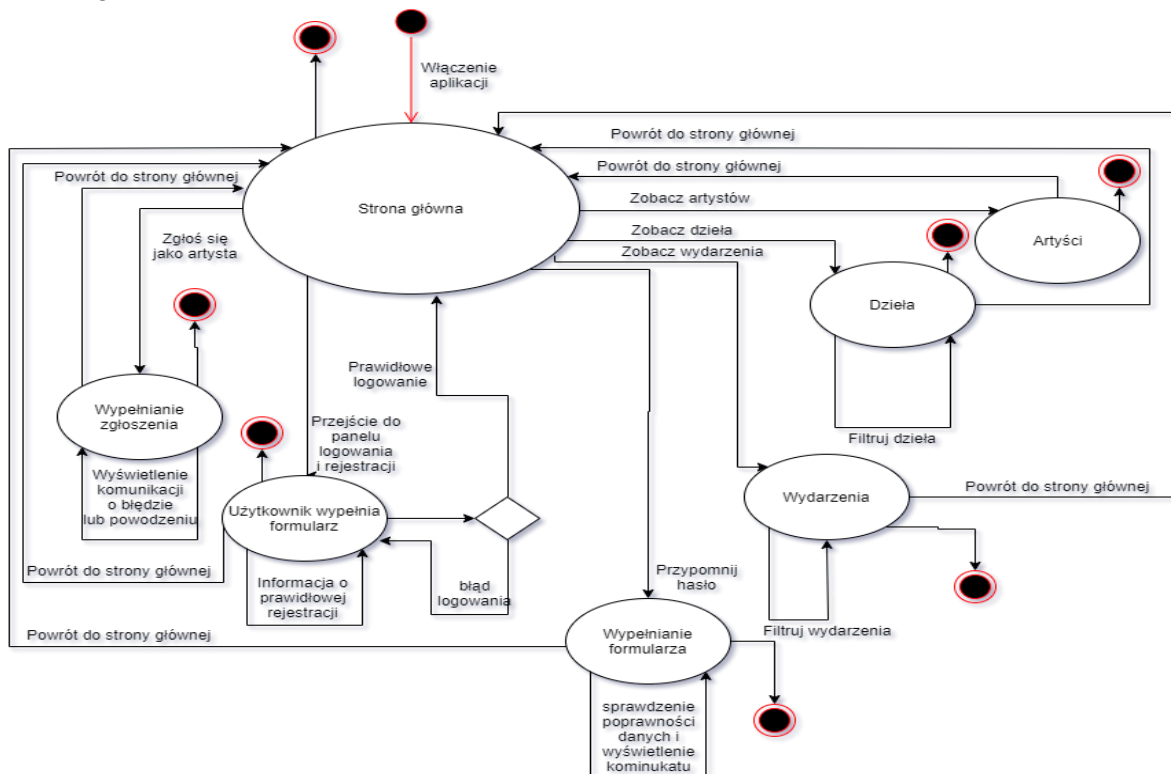 Włączenie
aplikacji
Powrót do strony głównej
Powrót do strony głównej
Powrót do strony głównej
Strona główna
Zobacz artystów
Artyści
Zgłoś się
jako artysta
Zobacz dzieła
Zobacz wydarzenia
Dzieła
Prawidłowe
logowanie
Wypełnianie
zgłoszenia
Przejście do
panelu
logowania
i rejestracji
Filtruj dzieła
Wyświetlenie
komunikacji
o błędzie
lub powodzeniu
Użytkownik wypełnia
formularz
Wydarzenia
Powrót do strony głównej
Powrót do strony głównej
Informacja o
prawidłowej
rejestracji
błąd
logowania
Przypomnij
hasło
Powrót do strony głównej
Wypełnianie
formularza
Filtruj wydarzenia
sprawdzenie
poprawności
danych i
wyświetlenie
kominukatu